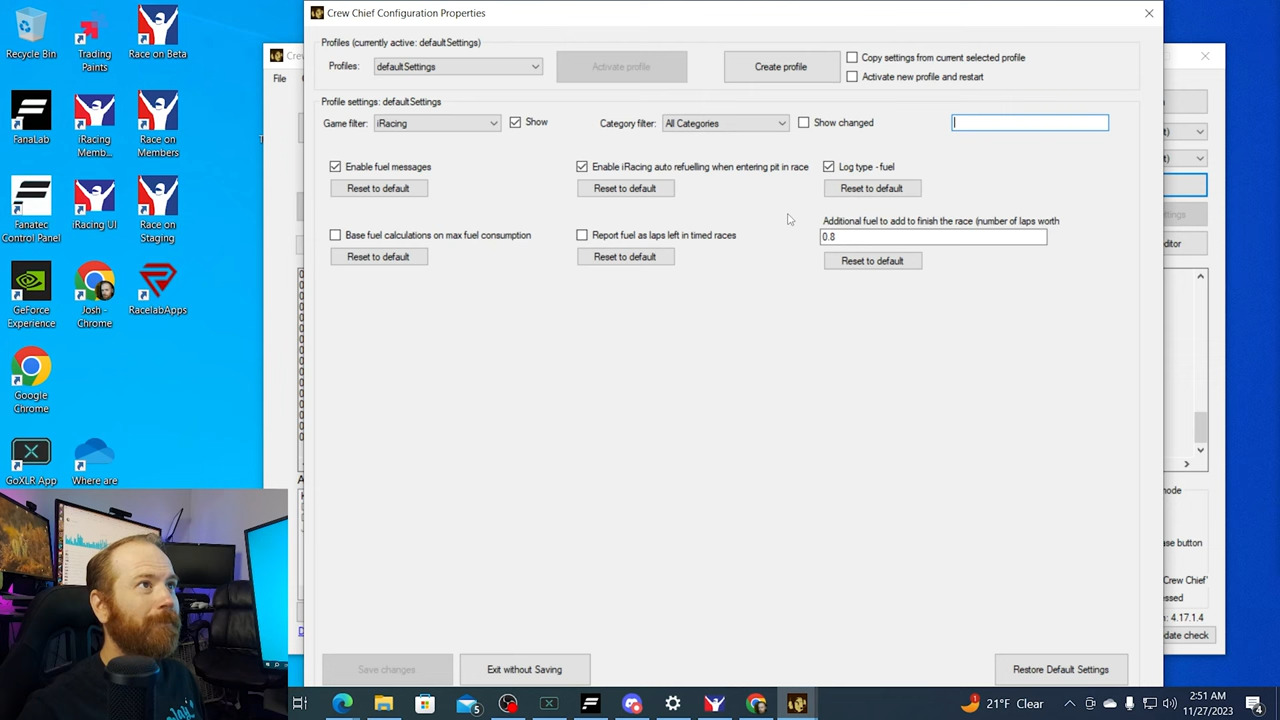 Crew Chief Configuration Properties
Profiles (currently active: defaultSettings)
Profiles:
defaultSettings
Activate profile
Create profile
Copy settings from current selected profile
Activate new profile and restart
Profile settings: defaultSettings
Game filter:
iRacing
Show
Category filter:
All Categories
Show changed
Enable fuel messages
Reset to default
Enable iRacing auto refuelling when entering pit in race
Reset to default
Log type - fuel
Reset to default
Base fuel calculations on max fuel consumption
Reset to default
Report fuel as laps left in timed races
Reset to default
Additional fuel to add to finish the race (number of laps worth
0.8
Reset to default
Save changes
Exit without Saving
Restore Default Settings
Recycle Bin
Trading
Paints
Race on Beta
FanaLab
iRacing
Memb...
Race on
Members
Fanatec
Control Panel
iRacing UI
Race on
Staging
GeForce
Experience
Josh -
Chrome
RacelabApps
Google
Chrome
GoXLR App
Where are
File
ase button
Crew Chief'
: 4.17.1.4
date check
5
21°F Clear
2:51 AM
11/27/2023
4